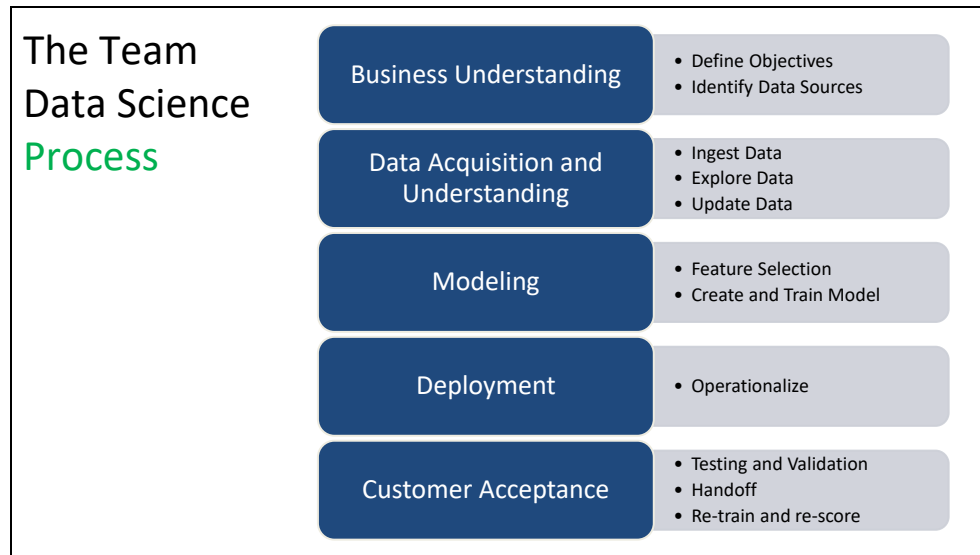 The Team
Data Science
Process
Business Understanding
• Define Objectives
• Identify Data Sources
Data Acquisition and
Understanding
• Ingest Data
• Explore Data
• Update Data
Modeling
• Feature Selection
• Create and Train Model
Deployment
• Operationalize
Customer Acceptance
• Testing and Validation
• Handoff
• Re-train and re-score